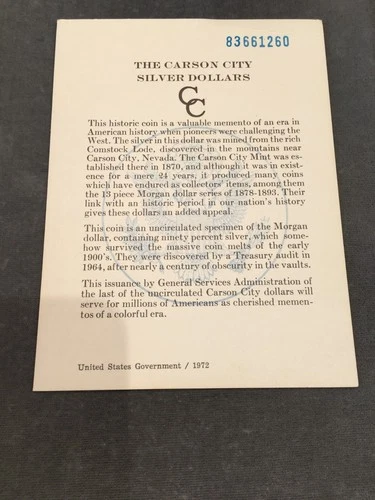 83661260
THE CARSON CITY
SILVER DOLLARS
CC
This historic coin is a valuable memento of an era in
American history when pioneers were challenging the
West. The silver in this dollar was mined from the rich
Comstock Lode, discovered in the mountains near
Carson City, Nevada. The Carson City Mint was es-
tablished there in 1870, and although it was in exist-
ence for a mere 24 years, it produced many coins
which have endured as collectors' items, among them
the 13 piece Morgan dollar series of 1878-1893. Their
link with an historic period in our nation's history
gives these dollars an added appeal.
This coin is an uncirculated specimen of the Morgan
dollar, containing ninety percent silver, which some-
how survived the massive coin melts of the early
1900's. They were discovered by a Treasury audit in
1964, after nearly a century of obscurity in the vaults.
This issuance by General Services Administration of
the last of the uncirculated Carson City dollars will
serve for millions of Americans as cherished memen-
tos of a colorful era.
United States Government / 1972